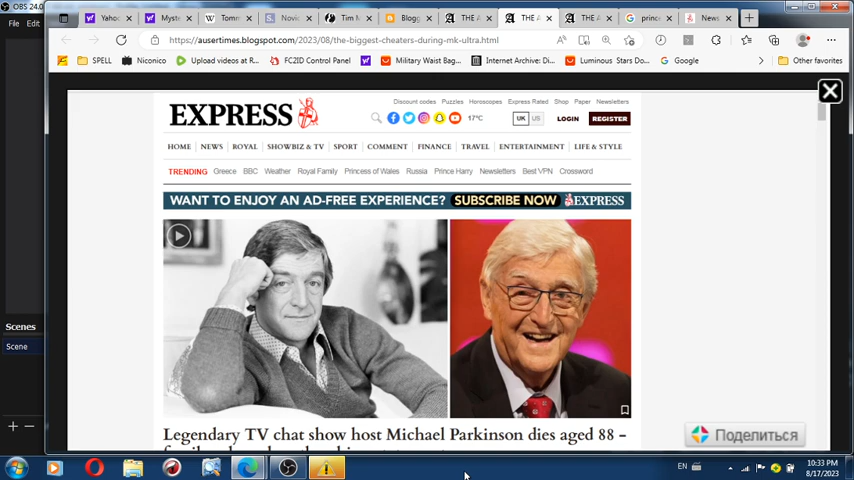 OBS 24.0
Yahoo
Myste
Tomm
Novic
Tim M
Blogg
THE A
THE A
THE A
princ
News
File Ed
https://ausertimes.blogspot.com/2023/08/the-biggest-cheaters-during-mk-ultra.html
SPELL
Niconico
Upload videos at R...
FC2ID Control Panel
Military Waist Bag...
Internet Archive: Di...
Luminous Stars Do...
Google
Other favorites
EXPRESS
Discount codes Puzzles Horoscopes Express Rated Shop Paper Newsletters
17°C
UK US
LOGIN
REGISTER
HOME NEWS ROYAL SHOWBIZ & TV SPORT COMMENT FINANCE TRAVEL ENTERTAINMENT LIFE & STYLE
TRENDING Greece BBC Weather Royal Family Princess of Wales Russia Prince Harry Newsletters Best VPN Crossword
WANT TO ENJOY AN AD-FREE EXPERIENCE? SUBSCRIBE NOW EXPRESS
Scenes
Scene
Legendary TV chat show host Michael Parkinson dies aged 88 –
Поделиться
EN
10:33 PM
8/17/2023